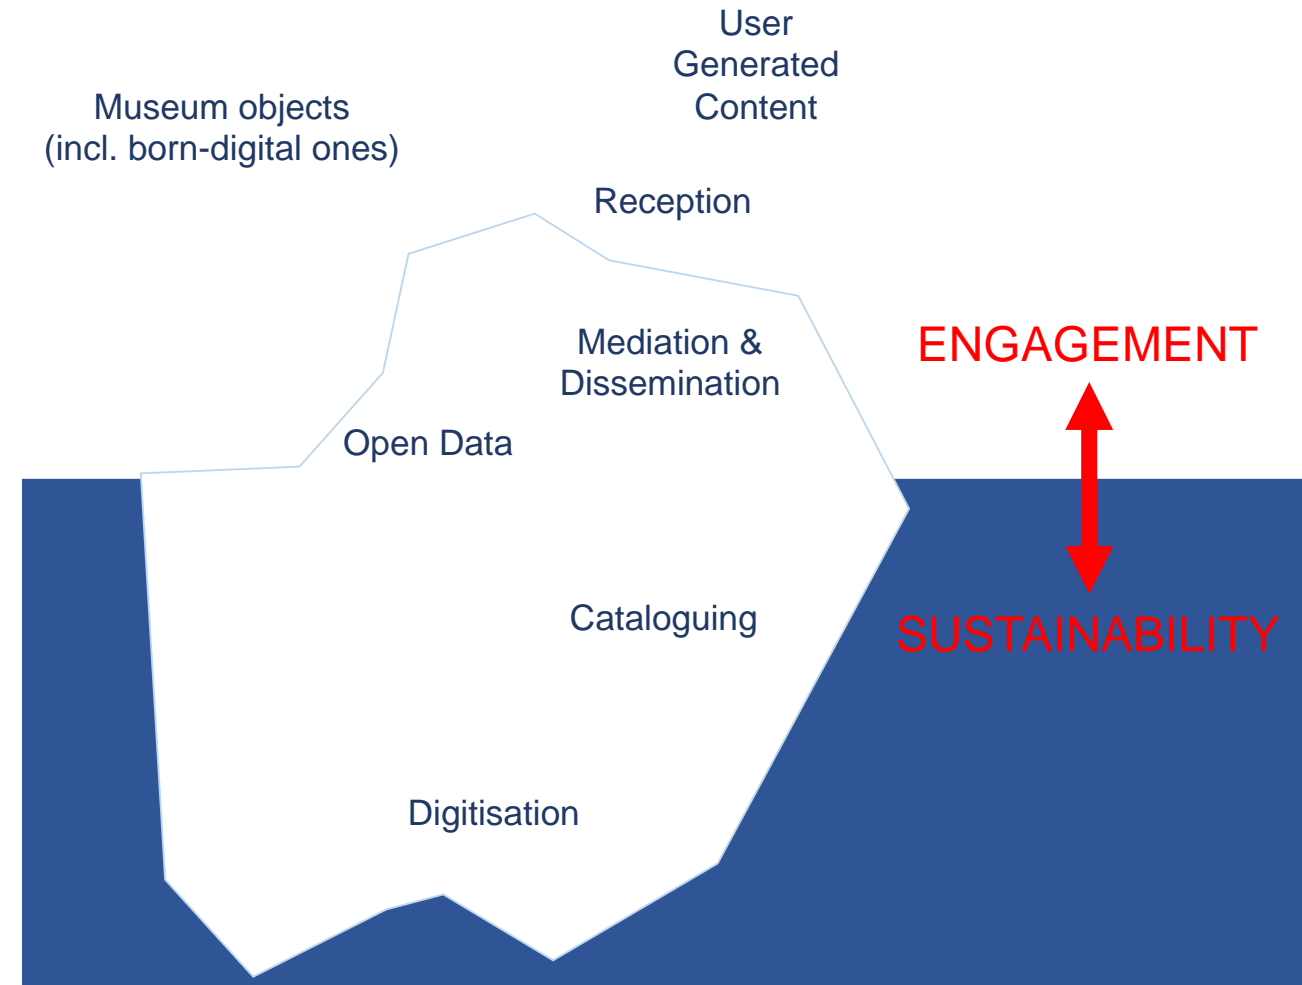 User
Generated
Content
Museum objects
(incl. born-digital ones)
Reception
Mediation &
Dissemination
ENGAGEMENT
Open Data
Cataloguing
SUSTAINABILITY
Digitisation